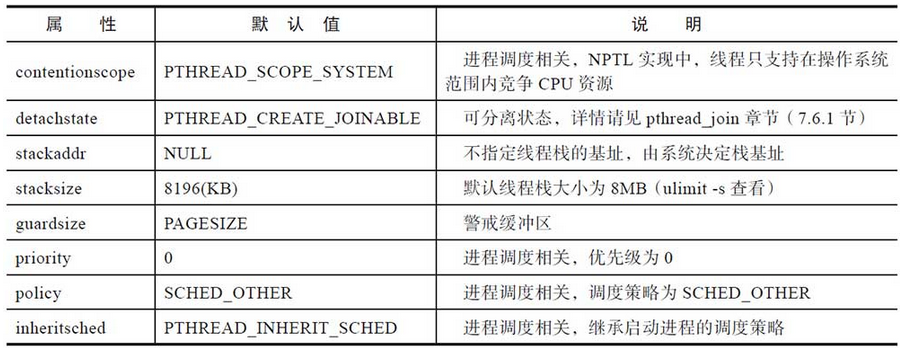 属 性 默 认 值 说 明
contentionscope PTHREAD_SCOPE_SYSTEM 进程调度相关，NPTL 实现中，线程只支持在操作系统
范围内竞争 CPU 资源
detachstate PTHREAD_CREATE_JOINABLE 可分离状态，详情请见 pthread_join 章节（7.6.1 节）
stackaddr NULL 不指定线程栈的基址，由系统决定栈基址
stacksize 8196(KB) 默认线程栈大小为 8MB（ulimit -s 查看）
guardsize PAGESIZE 警戒缓冲区
priority 0 进程调度相关，优先级为 0
policy SCHED_OTHER 进程调度相关，调度策略为 SCHED_OTHER
inheritsched PTHREAD_INHERIT_SCHED 进程调度相关，继承启动进程的调度策略